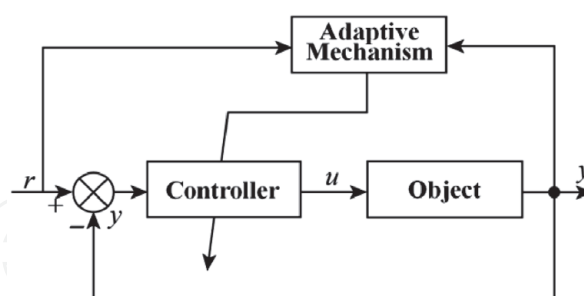 Adaptive
Mechanism
r
+
− y
Controller
u
Object
y